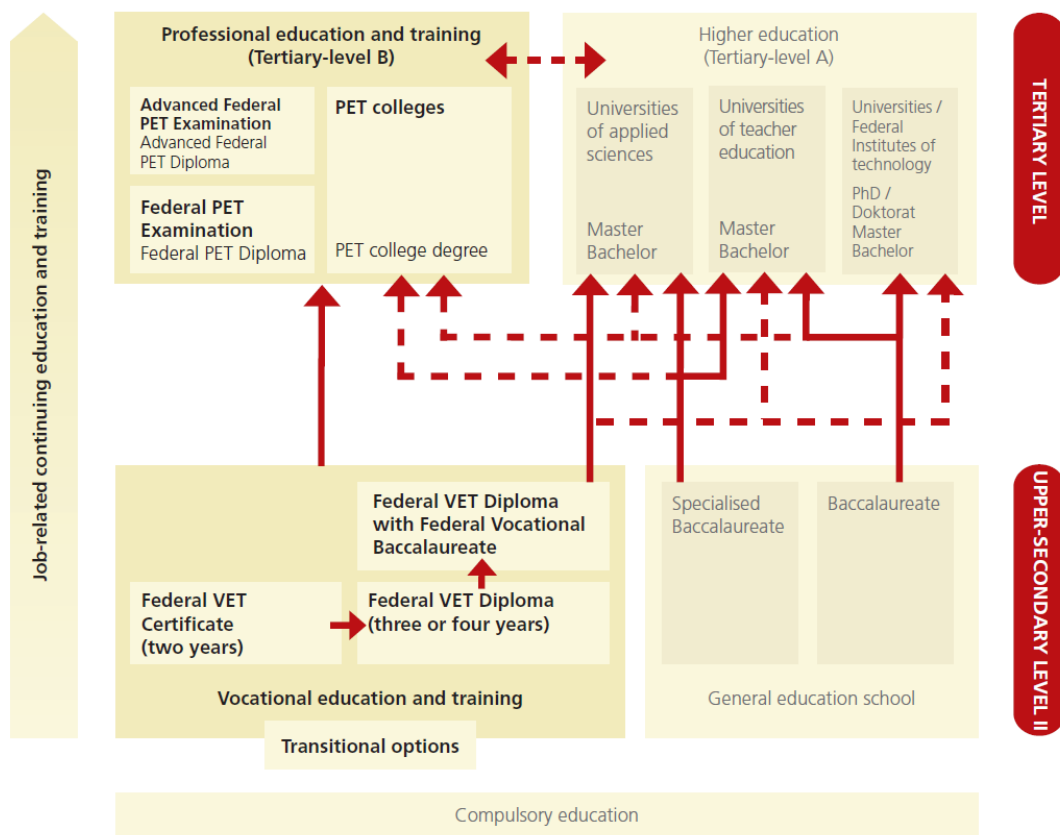 Job-related continuing education and training
Professional education and training
(Tertiary-level B)
Advanced Federal
PET Examination
Advanced Federal
PET Diploma
Federal PET
Examination
Federal PET Diploma
PET colleges
PET college degree
Higher education
(Tertiary-level A)
Universities
of applied
sciences
Master
Bachelor
Universities
of teacher
education
Master
Bachelor
Universities /
Federal
Institutes of
technology
PhD /
Doktorat
Master
Bachelor
TERTIARY LEVEL
Federal VET Diploma
with Federal Vocational
Baccalaureate
Federal VET
Certificate
(two years)
Federal VET Diploma
(three or four years)
Vocational education and training
Transitional options
Specialised
Baccalaureate
Baccalaureate
General education school
UPPER-SECONDARY LEVEL II
Compulsory education